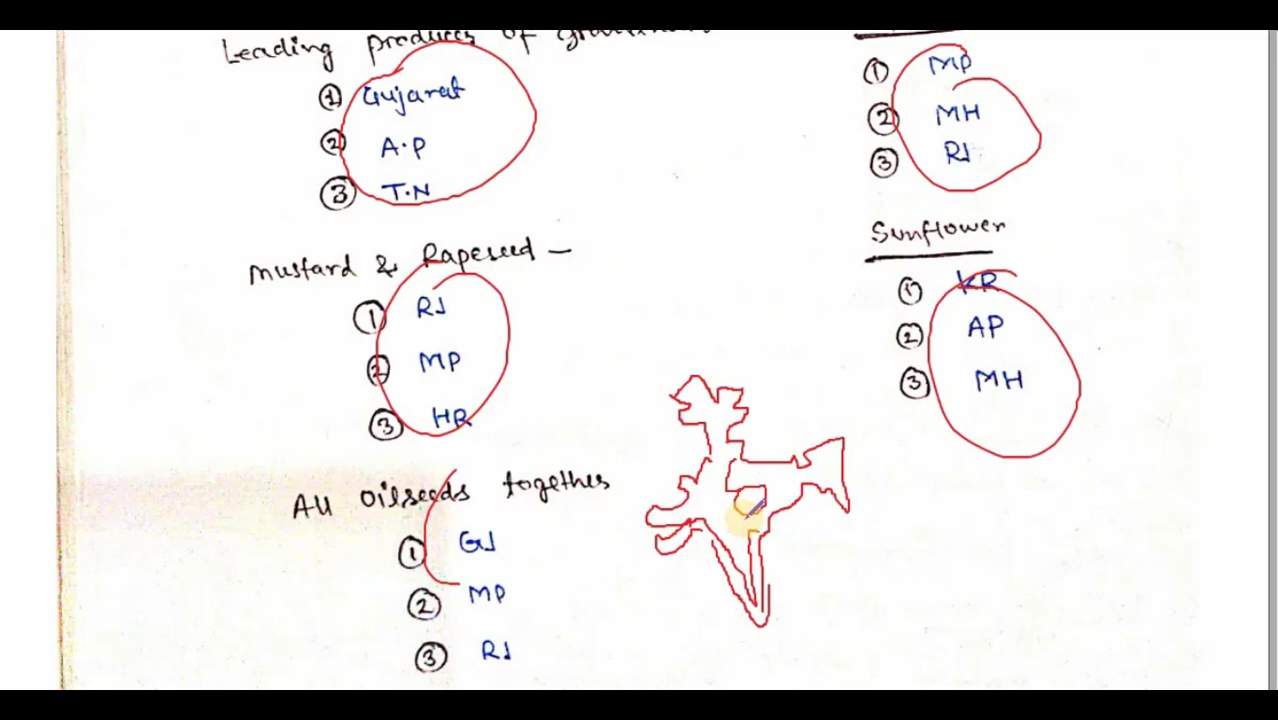 Leading produces of
① Gujarat
② A.P
③ T.N
Mustard & Rapeseed —
① RJ
② MP
③ HR
All oilseeds together
① GJ
② MP
③ RJ
① MP
② MH
③ RJ
Sunflower
① KR
② AP
③ MH